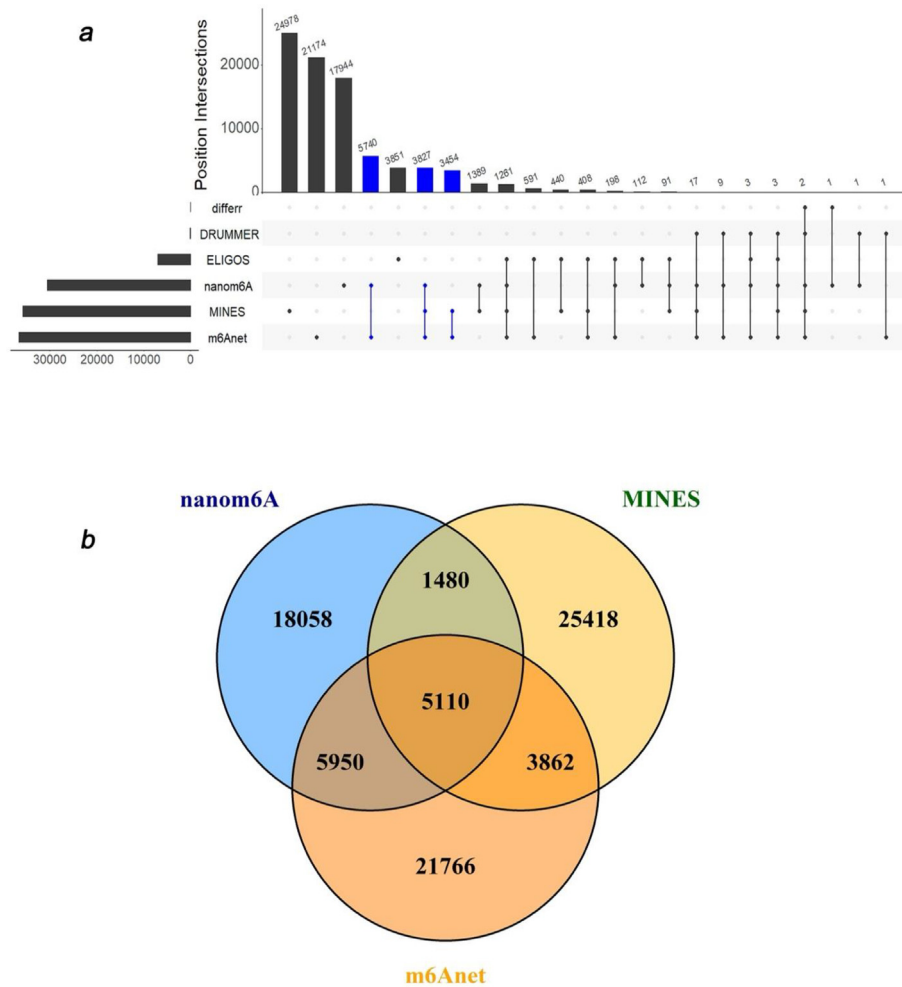 a
Position Intersections
20000
10000
0
24978
21174
17944
5740
3851
3827
3454
1389
1281
591
440
408
196
112
91
17
9
3
3
2
1
1
1
differr
DRUMMER
ELIGOS
nanom6A
MINES
m6Anet
30000 20000 10000 0
nanom6A MINES
b
1480
18058 25418
5110
5950 3862
21766
m6Anet